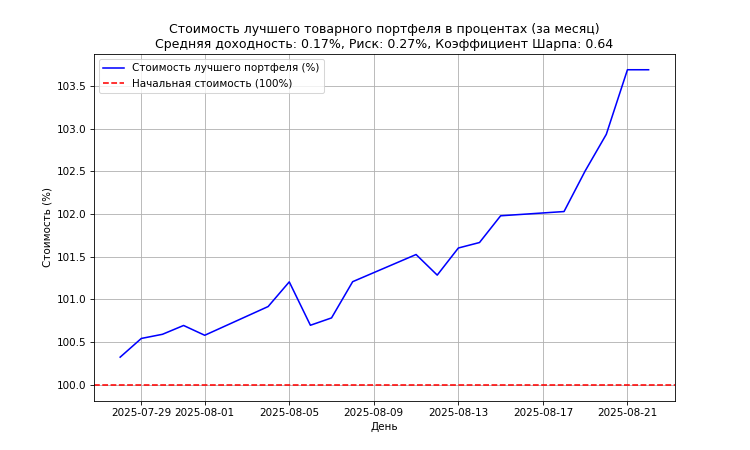 Стоимость лучшего товарного портфеля в процентах (за месяц)
Средняя доходность: 0.17%, Риск: 0.27%, Коэффициент Шарпа: 0.64
Стоимость лучшего портфеля (%)
Начальная стоимость (100%)
Стоимость (%)
103.5
103.0
102.5
102.0
101.5
101.0
100.5
100.0
2025-07-29 2025-08-01 2025-08-05 2025-08-09 2025-08-13 2025-08-17 2025-08-21
День